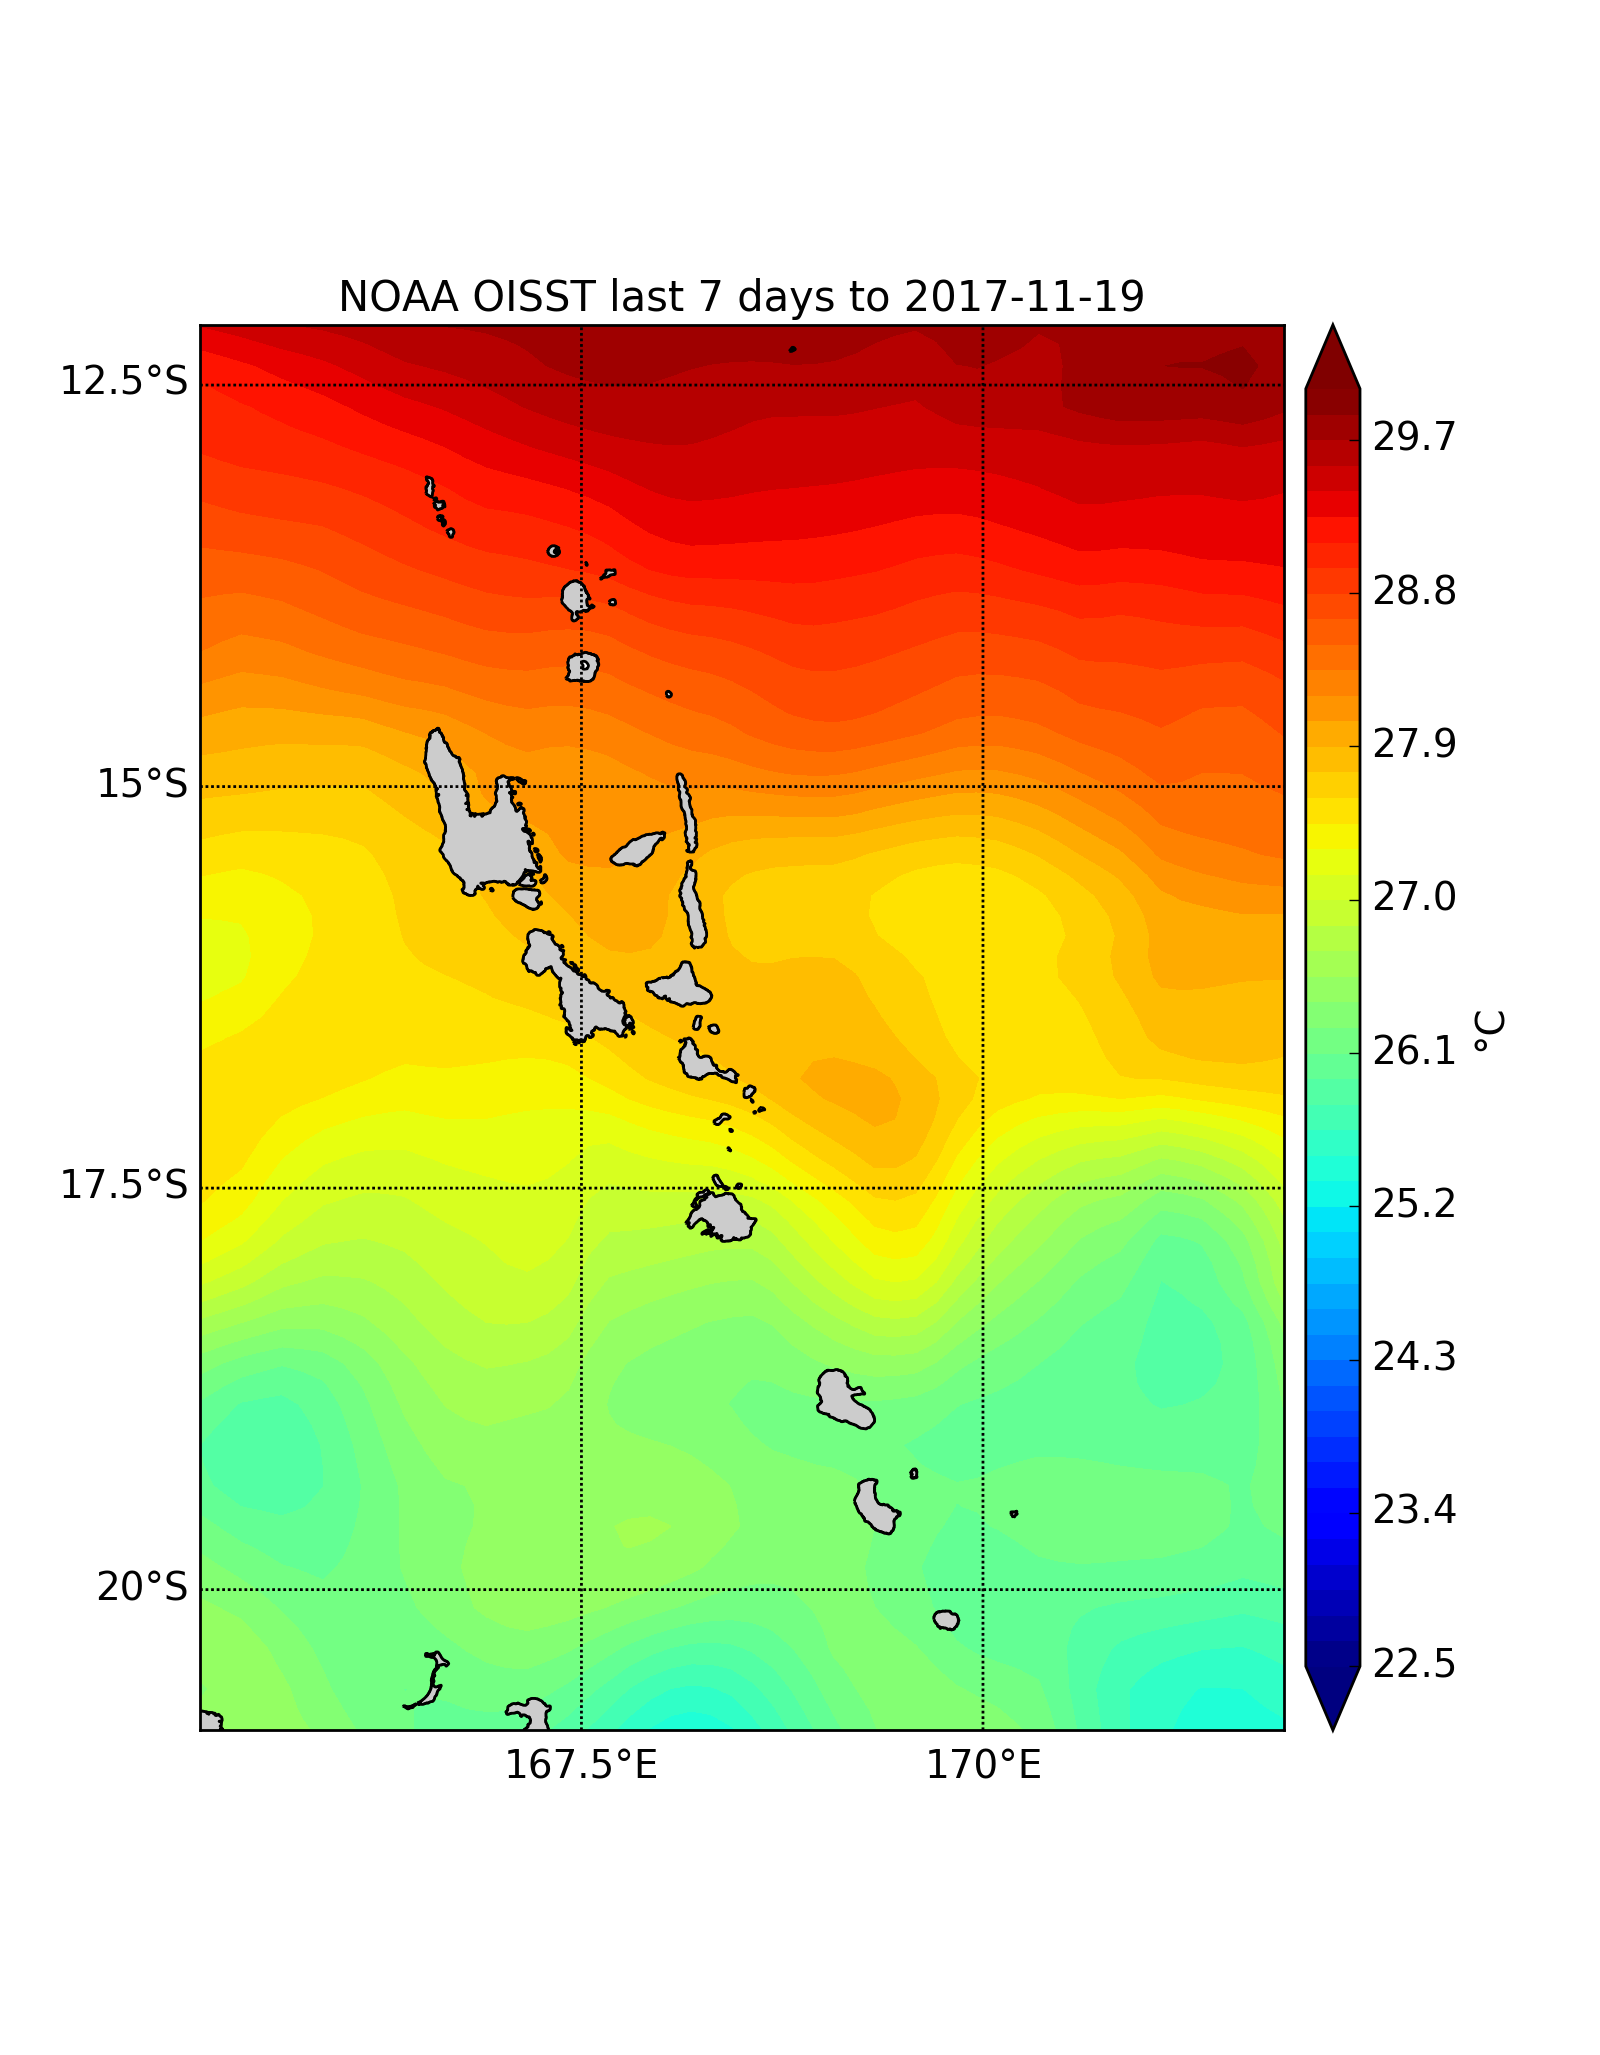 NOAA OISST last 7 days to 2017-11-19
12.5°S
15°S
17.5°S
20°S
167.5°E
170°E
29.7
28.8
27.9
27.0
26.1
25.2
24.3
23.4
22.5
°C